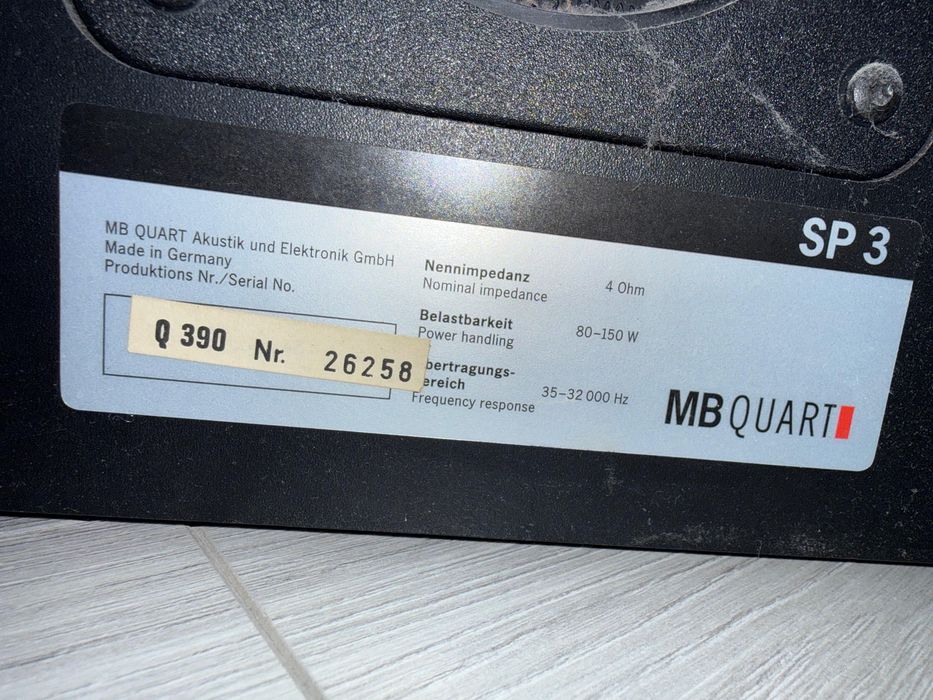 SP 3
MB QUART Akustik und Elektronik GmbH
Made in Germany
Produktions Nr./Serial No.
Q 390 Nr. 26258
Nennimpedanz
Nominal impedance
4 Ohm
Belastbarkeit
Power handling
80–150 W
bertragungs-
ereich
Frequency response
35–32 000 Hz
MB QUART